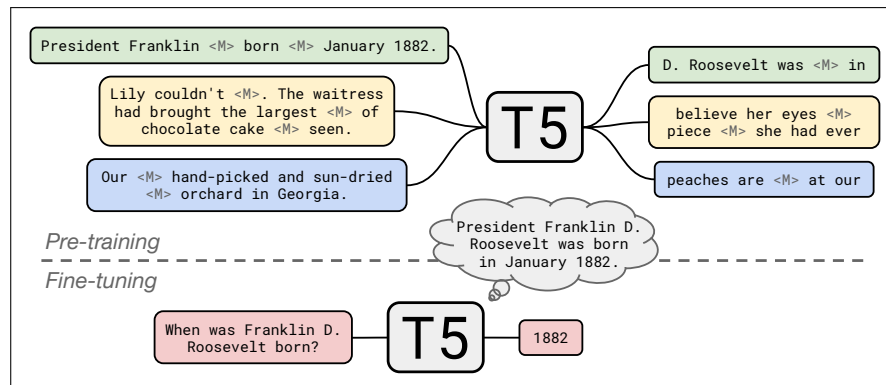 President Franklin <M> born <M> January 1882.
Lily couldn't <M>. The waitress
had brought the largest <M> of
chocolate cake <M> seen.
Our <M> hand-picked and sun-dried
<M> orchard in Georgia.
T5
D. Roosevelt was <M> in
believe her eyes <M>
piece <M> she had ever
peaches are <M> at our
President Franklin D.
Roosevelt was born
in January 1882.
Pre-training
Fine-tuning
When was Franklin D.
Roosevelt born?
T5
1882